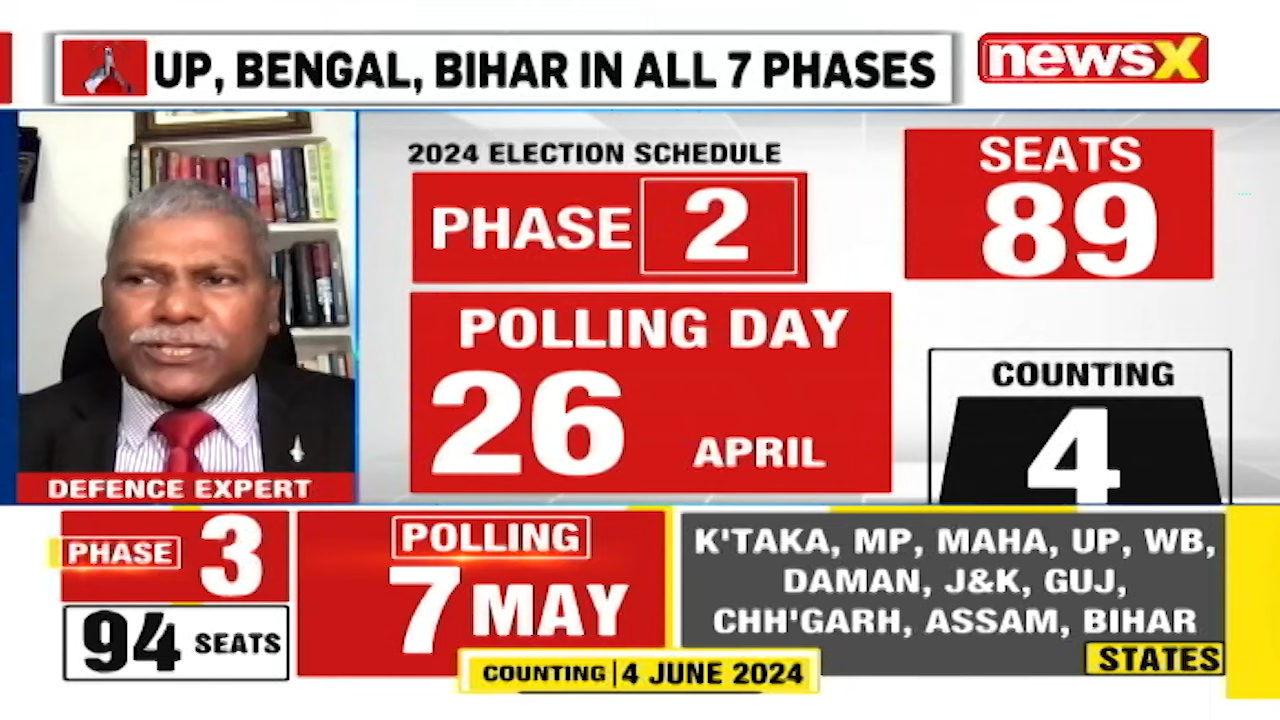 UP, BENGAL, BIHAR IN ALL 7 PHASES
newsX
2024 ELECTION SCHEDULE
PHASE 2
SEATS
89
POLLING DAY
26 APRIL
COUNTING
4
DEFENCE EXPERT
PHASE 3
94 SEATS
POLLING
7 MAY
K'TAKA, MP, MAHA, UP, WB,
DAMAN, J&K, GUJ,
CHH'GARH, ASSAM, BIHAR
STATES
COUNTING 4 JUNE 2024